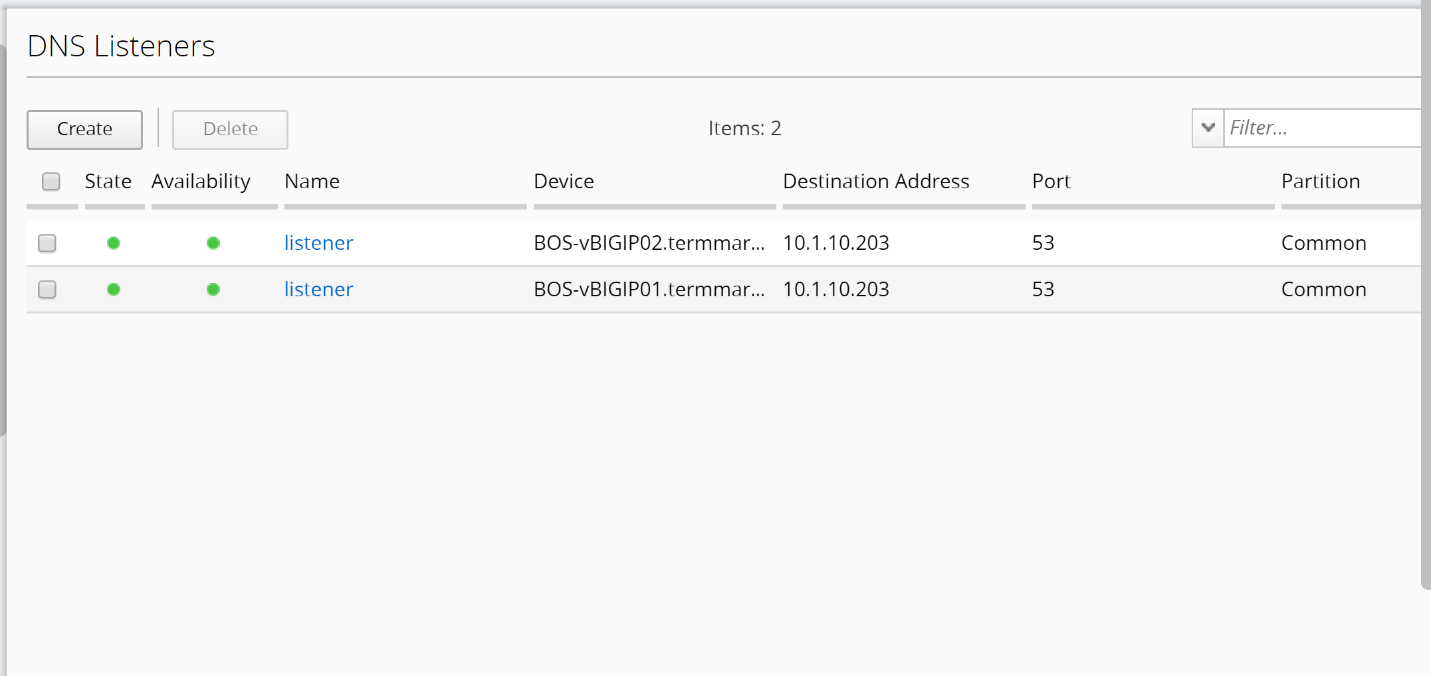 DNS Listeners
Create Delete Items: 2 Filter...
State Availability Name Device Destination Address Port Partition
listener BOS-vBIGIP02.termmar... 10.1.10.203 53 Common
listener BOS-vBIGIP01.termmar... 10.1.10.203 53 Common